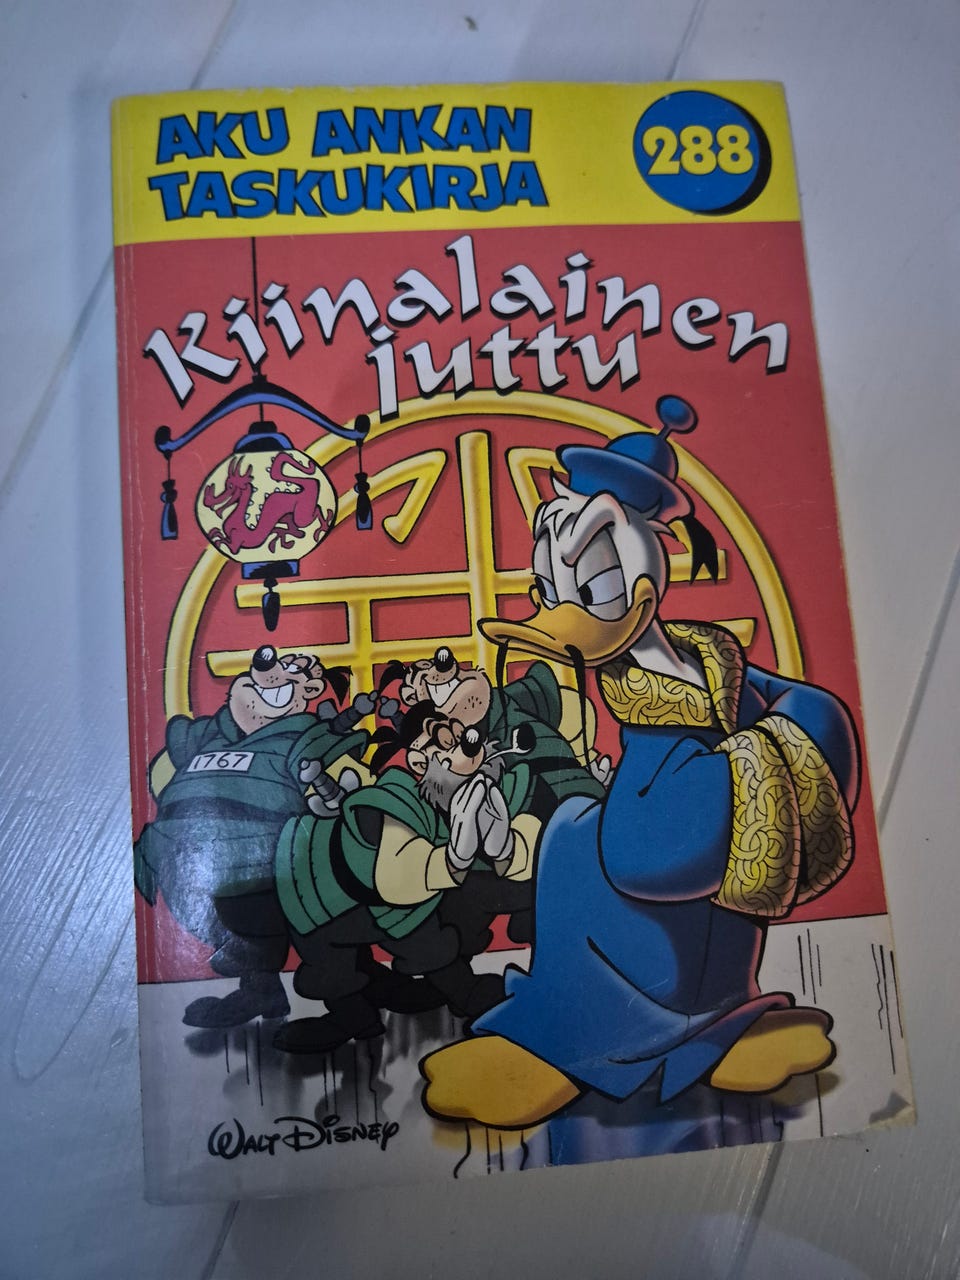 AKU ANKAN
TASKUKIRJA
288
Kiinalainen
juttu
1767
WALT DISNEY